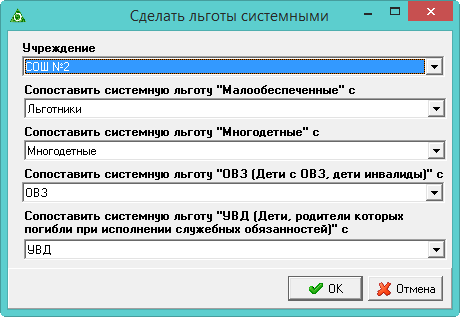 Сделать льготы системными
Учреждение
СОШ №2
Сопоставить системную льготу "Малообеспеченные" с
Льготники
Сопоставить системную льготу "Многодетные" с
Многодетные
Сопоставить системную льготу "ОВЗ (Дети с ОВЗ, дети инвалиды)" с
ОВЗ
Сопоставить системную льготу "УВД (Дети, родители которых
погибли при исполнении служебных обязанностей)" с
УВД
OK
Отмена